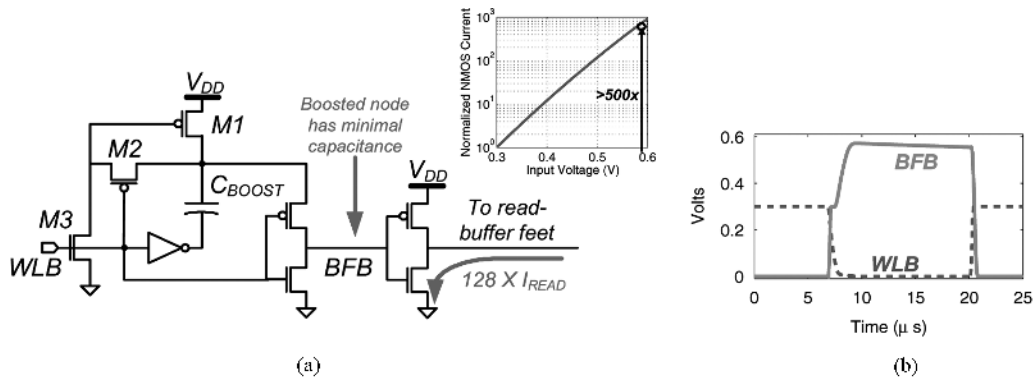 V_DD
M1
M2
C_BOOST
M3
WLB
Boosted node
has minimal
capacitance
BFB
V_DD
To read-
buffer feet
128 X I_READ
Normalized NMOS Current
10^3
10^2
10^1
10^0
>500x
0.3
0.4
0.5
0.6
Input Voltage (V)
(a)
Volts
0.6
0.4
0.2
0
BFB
WLB
0
5
10
15
20
25
Time (μ s)
(b)